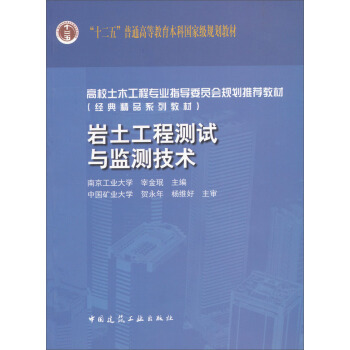 “十二五”普通高等教育本科国家级规划教材
高校土木工程专业指导委员会规划推荐教材
(经典精品系列教材)
岩土工程测试
与监测技术
南京工业大学 宰金珉 主编
中国矿业大学 贺永年 杨维好 主审
中国建筑工业出版社